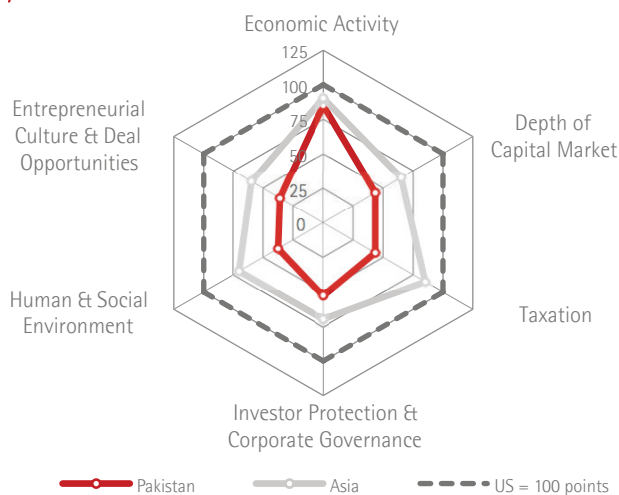 Economic Activity
125
100
75
50
25
0
Entrepreneurial
Culture & Deal
Opportunities
Depth of
Capital Market
Human & Social
Environment
Taxation
Investor Protection &
Corporate Governance
Pakistan
Asia
US = 100 points